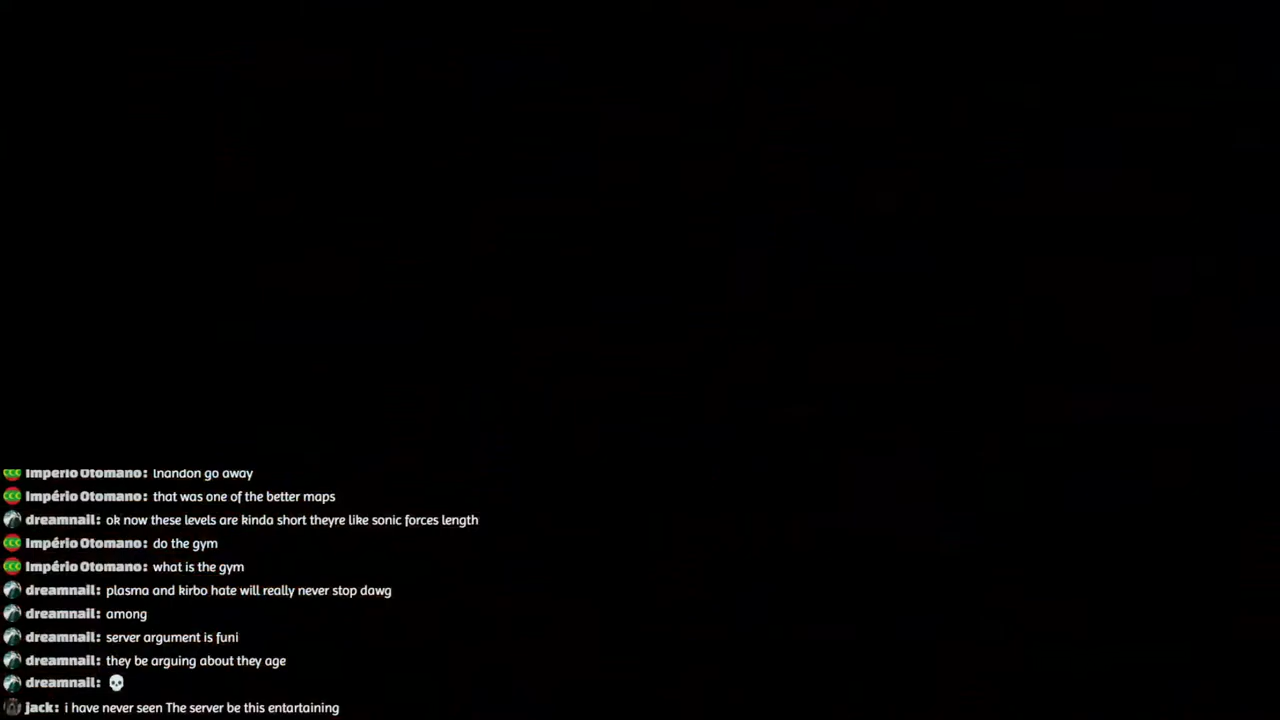 Império Otomano: lnandon go away
Império Otomano: that was one of the better maps
dreamnail: ok now these levels are kinda short theyre like sonic forces length
Império Otomano: do the gym
Império Otomano: what is the gym
dreamnail: plasma and kirbo hate will really never stop dawg
dreamnail: among
dreamnail: server argument is funi
dreamnail: they be arguing about they age
dreamnail: 💀
jack: i have never seen The server be this entartaining